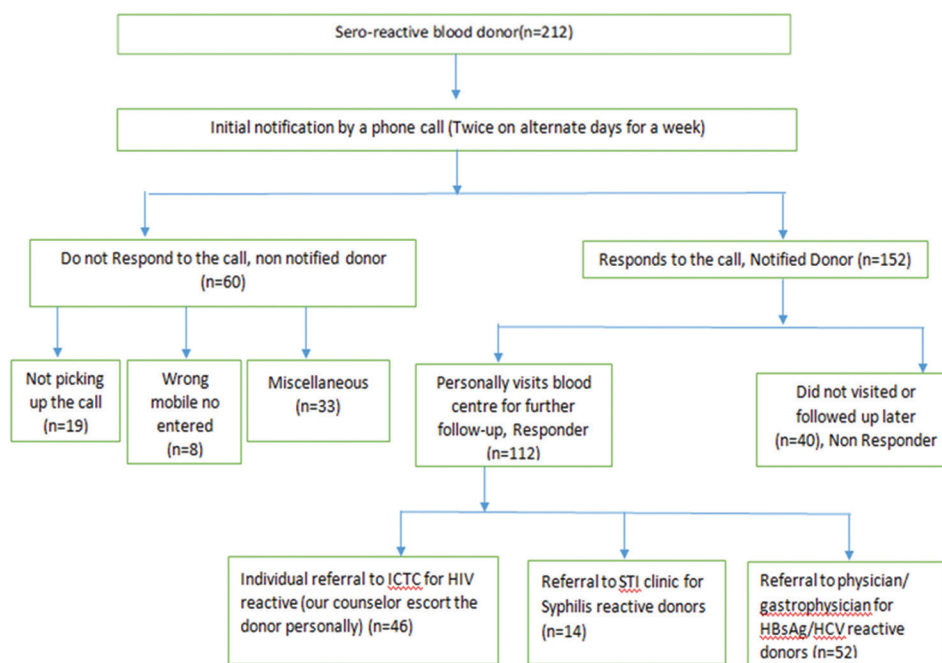 Sero-reactive blood donor(n=212)
Initial notification by a phone call (Twice on alternate days for a week)
Do not Respond to the call, non notified donor
(n=60)
Responds to the call, Notified Donor (n=152)
Not picking
up the call
(n=19)
Wrong
mobile no
entered
(n=8)
Miscellaneous
(n=33)
Personally visits blood
centre for further
follow-up, Responder
(n=112)
Did not visited or
followed up later
(n=40), Non Responder
Individual referral to ICTC for HIV
reactive (our counselor escort the
donor personally) (n=46)
Referral to STI clinic for
Syphilis reactive donors
(n=14)
Referral to physician/
gastrophysician for
HBsAg/HCV reactive
donors (n=52)